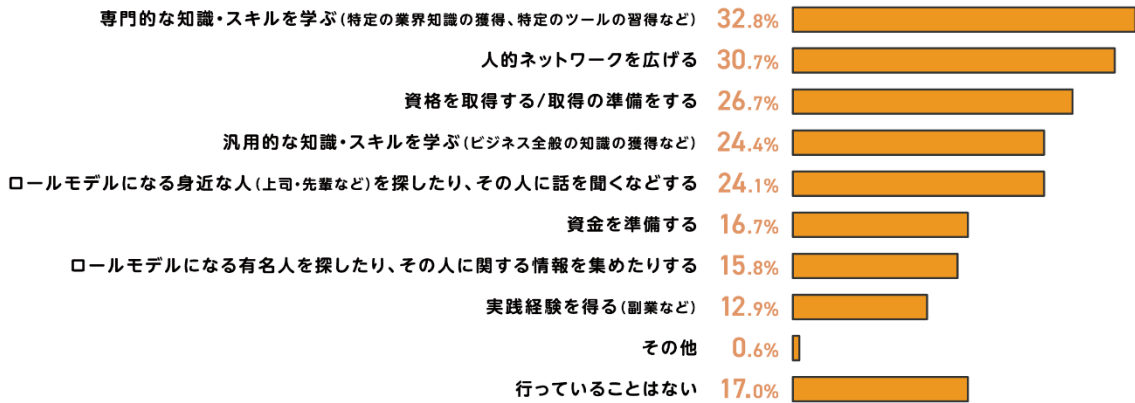 専門的な知識・スキルを学ぶ(特定の業界知識の獲得、特定のツールの習得など) 32.8%
人的ネットワークを広げる 30.7%
資格を取得する/取得の準備をする 26.7%
汎用的な知識・スキルを学ぶ(ビジネス全般の知識の獲得など) 24.4%
ロールモデルになる身近な人(上司・先輩など)を探したり、その人に話を聞くなどする 24.1%
資金を準備する 16.7%
ロールモデルになる有名人を探したり、その人に関する情報を集めたりする 15.8%
実践経験を得る(副業など) 12.9%
その他 0.6%
行っていることはない 17.0%